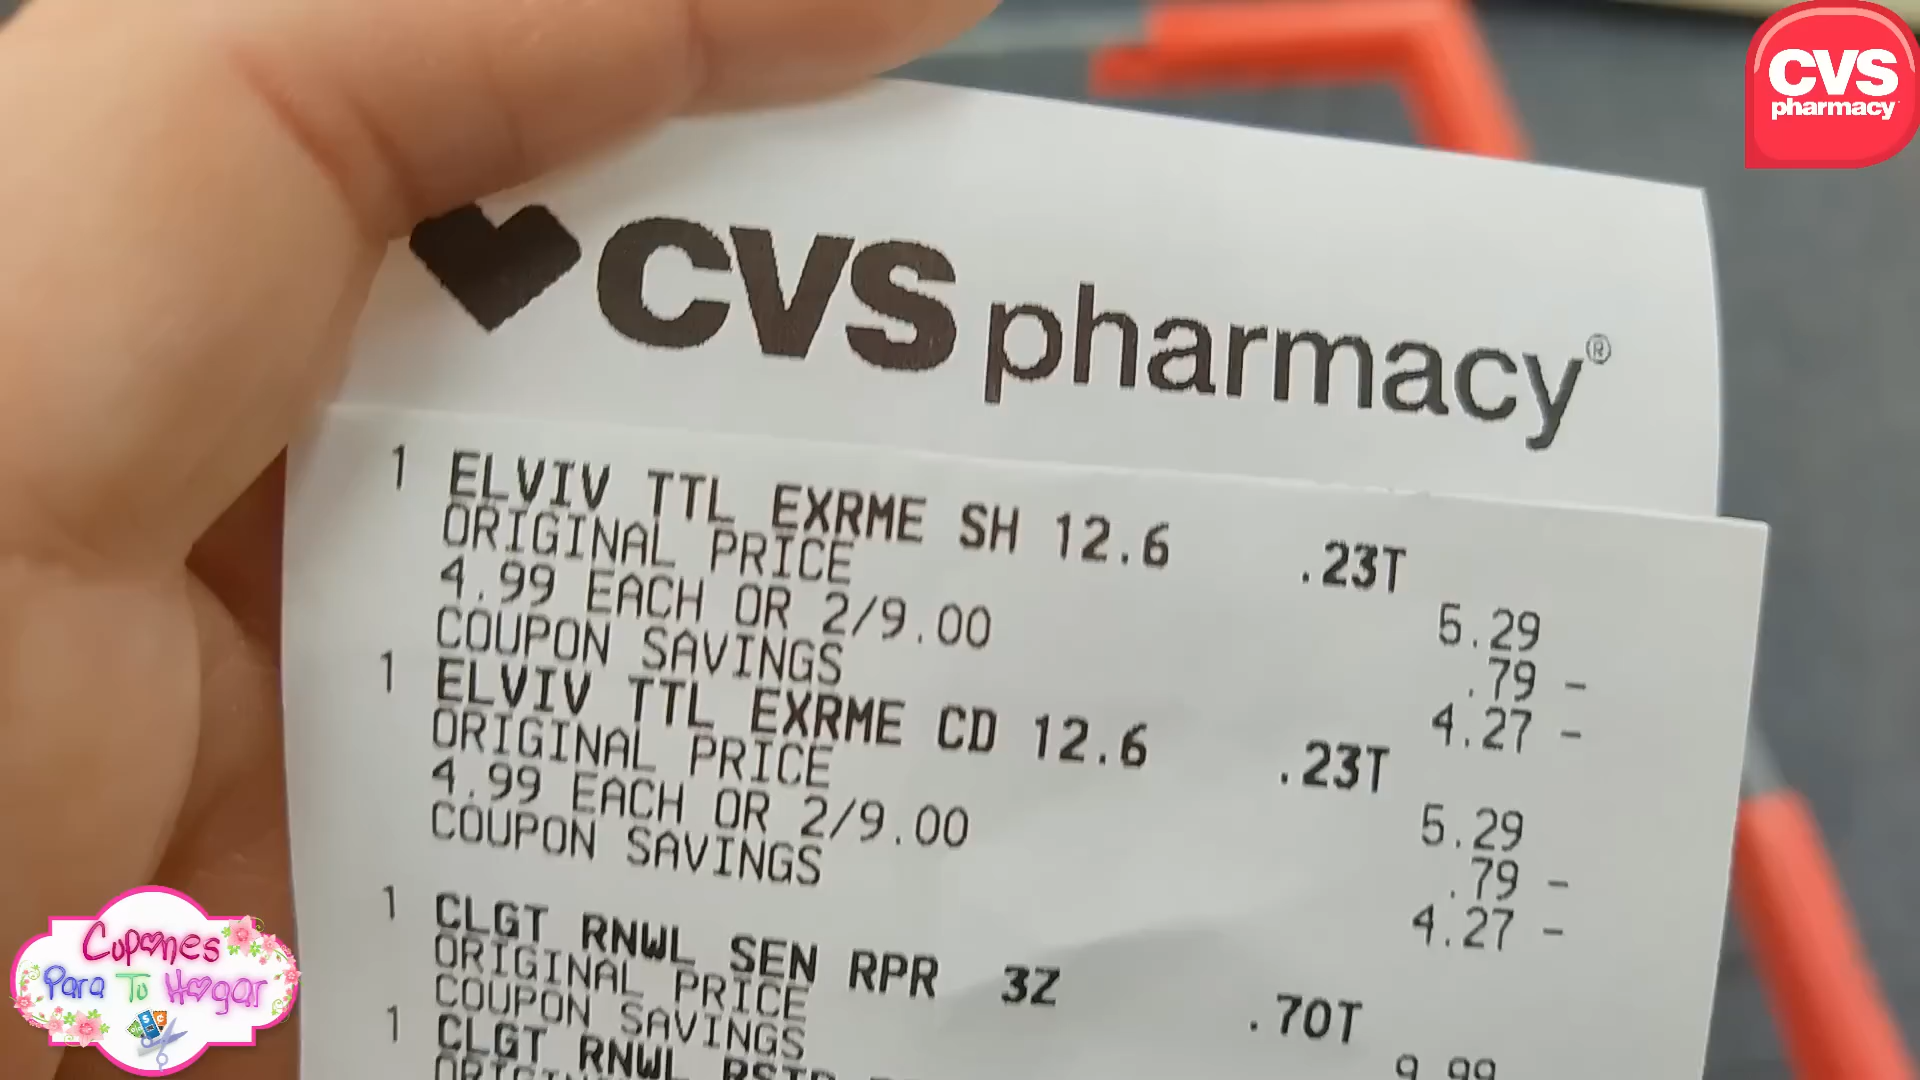 CVS
pharmacy
CVS pharmacy®
1 ELVIV TTL EXRME SH 12.6 .23T
ORIGINAL PRICE 5.29
4.99 EACH OR 2/9.00 .79 -
COUPON SAVINGS 4.27 -
1 ELVIV TTL EXRME CD 12.6 .23T
ORIGINAL PRICE 5.29
4.99 EACH OR 2/9.00 .79 -
COUPON SAVINGS 4.27 -
1 CLGT RNWL SEN RPR 3Z .70T
ORIGINAL PRICE 9.99
COUPON SAVINGS
1 CLGT RNWL
Cupones
Para Tu Hogar